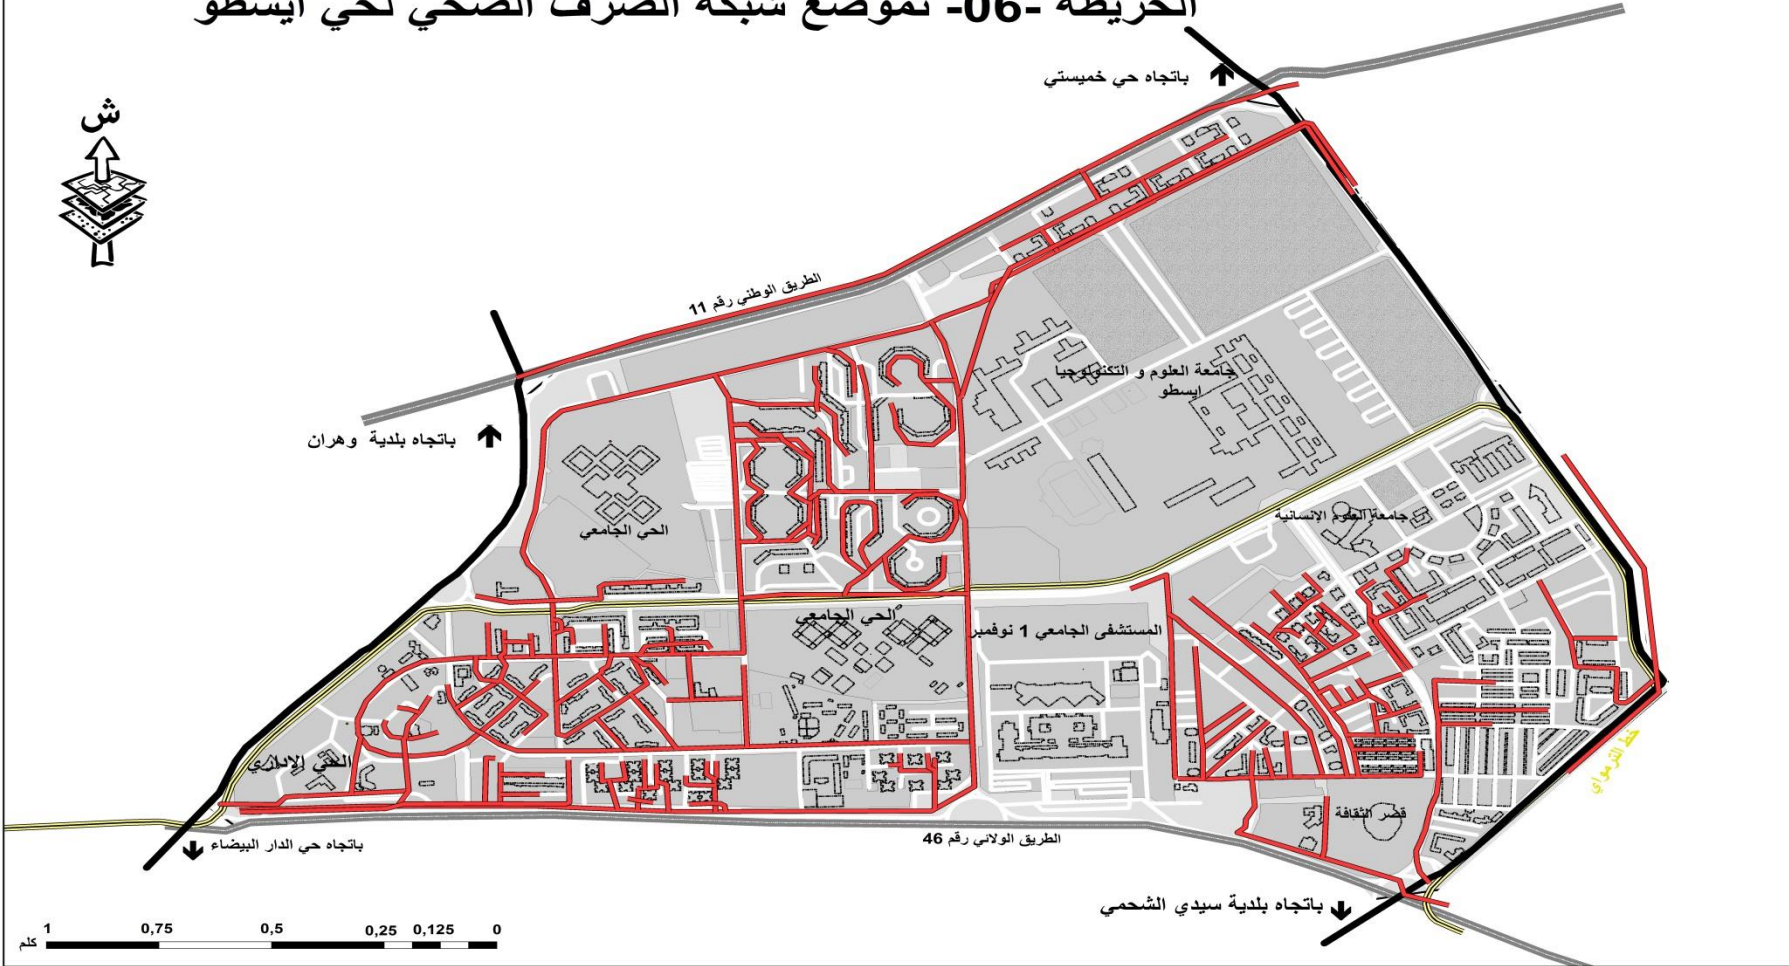 الخريطة -06- تموضع شبكة الصرف الصحي لحي ايسطو
باتجاه حي خميستي
ش
الطريق الوطني رقم 11
جامعة العلوم و التكنولوجيا
ايسطو
باتجاه بلدية وهران
الحي الجامعي
جامعة العلوم الإنسانية
الحي الجامعي
المستشفى الجامعي 1 نوفمبر
الحي الإداري
خط الترمواي
قصر الثقافة
الطريق الولائي رقم 46
باتجاه حي الدار البيضاء
باتجاه بلدية سيدي الشحمي
1 0,75 0,5 0,25 0,125 0
كلم